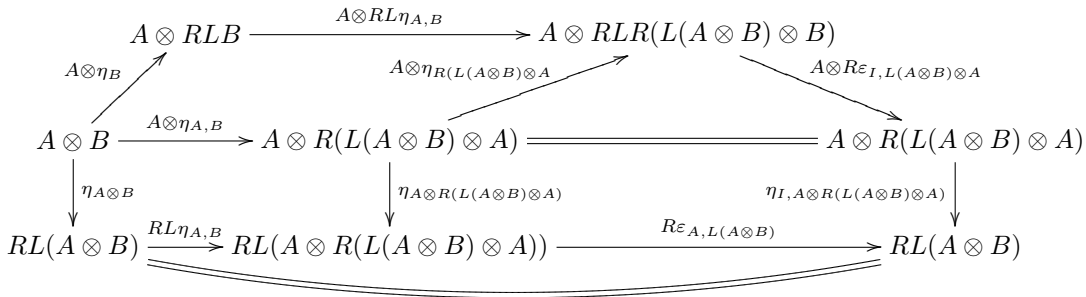 A ⊗ RLB A⊗RLη_{A,B} A ⊗ RLR(L(A ⊗ B) ⊗ B)
A⊗η_B A⊗η_{R(L(A⊗B)⊗A} A⊗Rε_{I,L(A⊗B)⊗A}
A ⊗ B A⊗η_{A,B} A ⊗ R(L(A ⊗ B) ⊗ A) A ⊗ R(L(A ⊗ B) ⊗ A)
η_{A⊗B} η_{A⊗R(L(A⊗B)⊗A)} η_{I,A⊗R(L(A⊗B)⊗A)}
RL(A ⊗ B) RLη_{A,B} RL(A ⊗ R(L(A ⊗ B) ⊗ A)) Rε_{A,L(A⊗B)} RL(A ⊗ B)